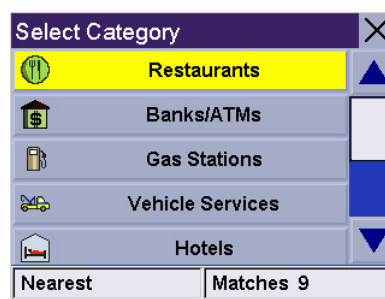 Select Category
Restaurants
Banks/ATMs
Gas Stations
Vehicle Services
Hotels
Nearest
Matches 9